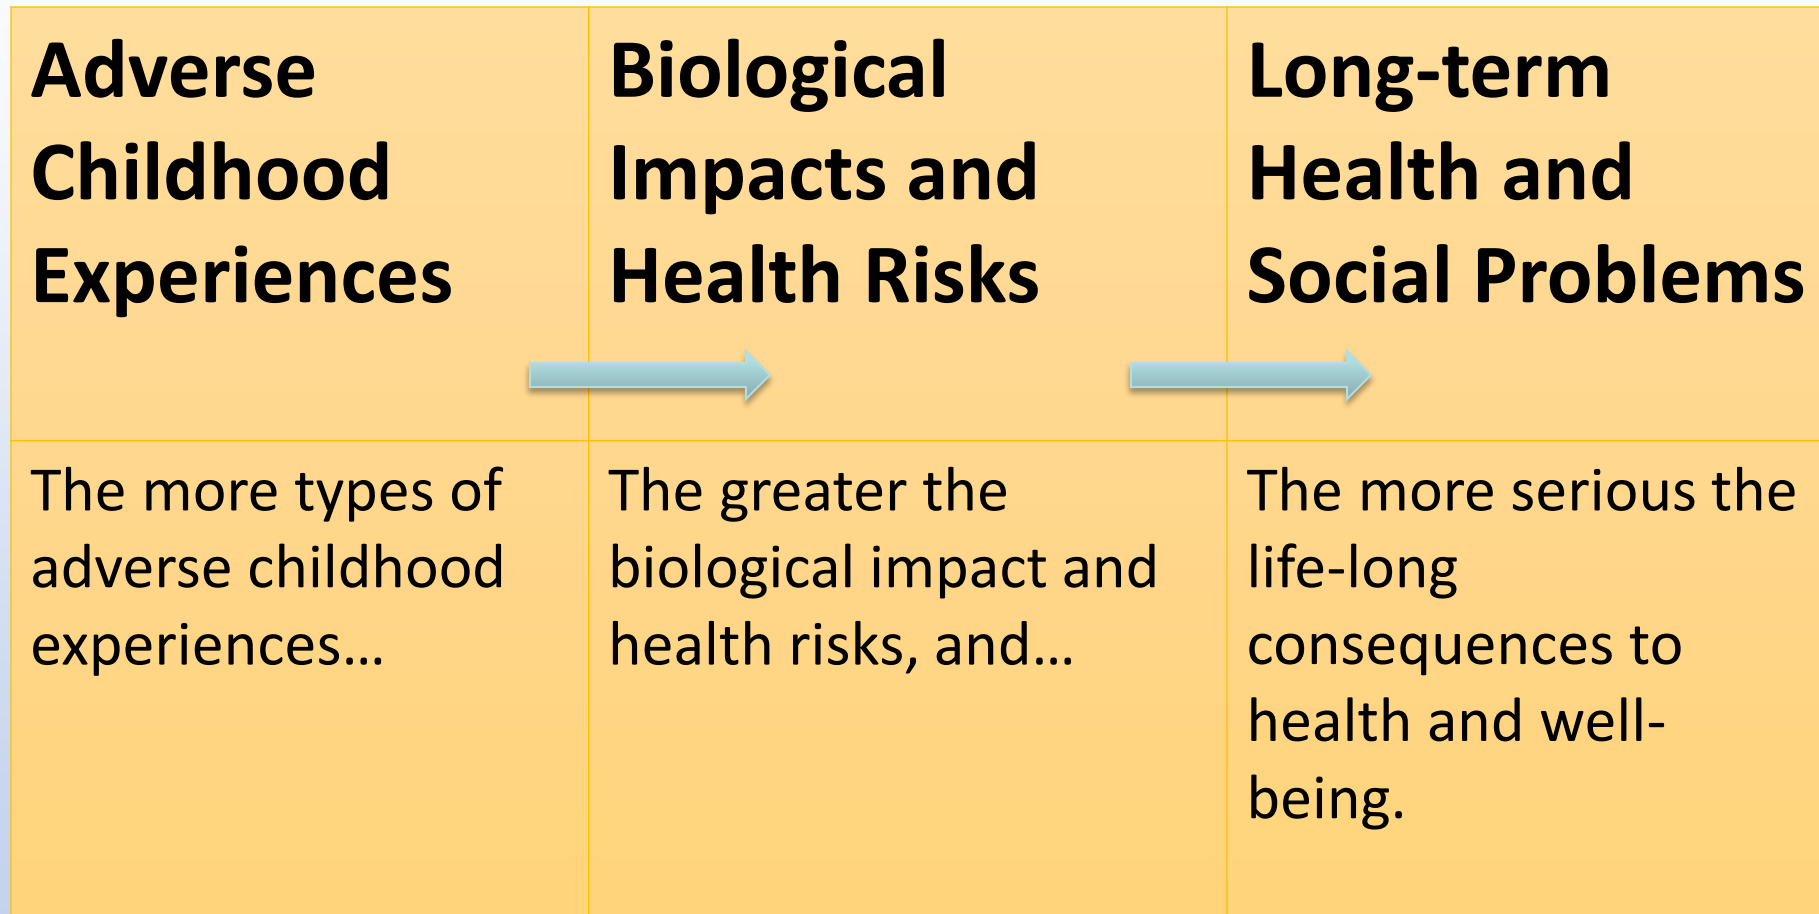 Adverse
Childhood
Experiences
Biological
Impacts and
Health Risks
Long-term
Health and
Social Problems
The more types of
adverse childhood
experiences…
The greater the
biological impact and
health risks, and…
The more serious the
life-long
consequences to
health and well-
being.